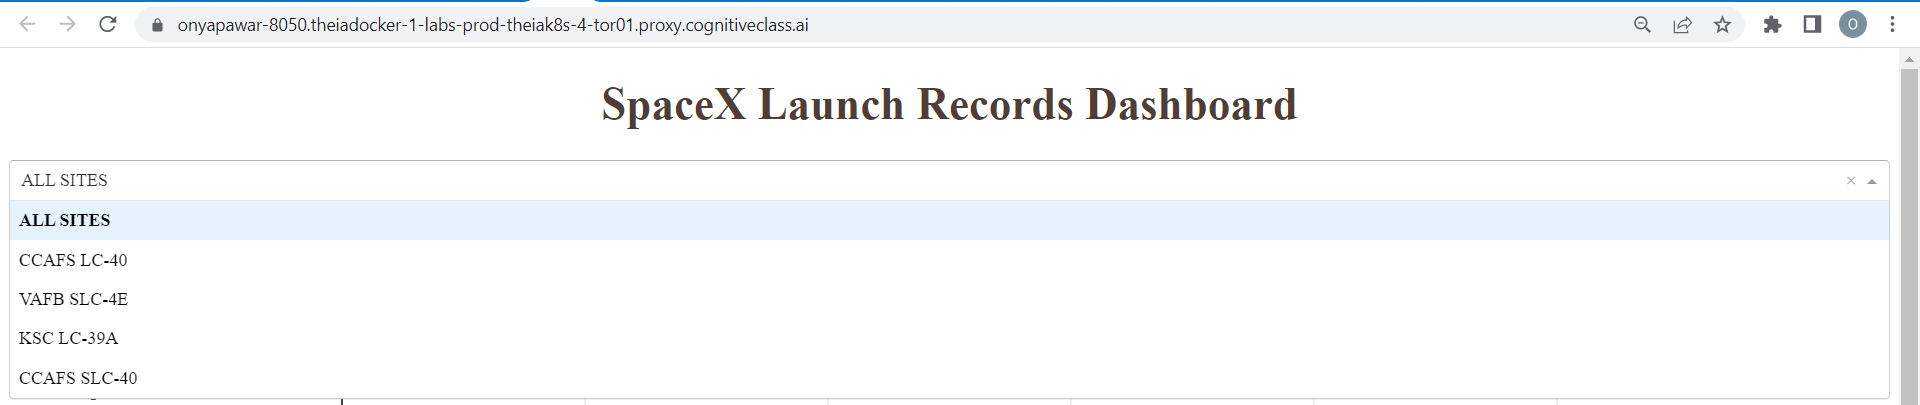 onyapawar-8050.theiadocker-1-labs-prod-theiak8s-4-tor01.proxy.cognitiveclass.ai
O
SpaceX Launch Records Dashboard
ALL SITES
ALL SITES
CCAFS LC-40
VAFB SLC-4E
KSC LC-39A
CCAFS SLC-40